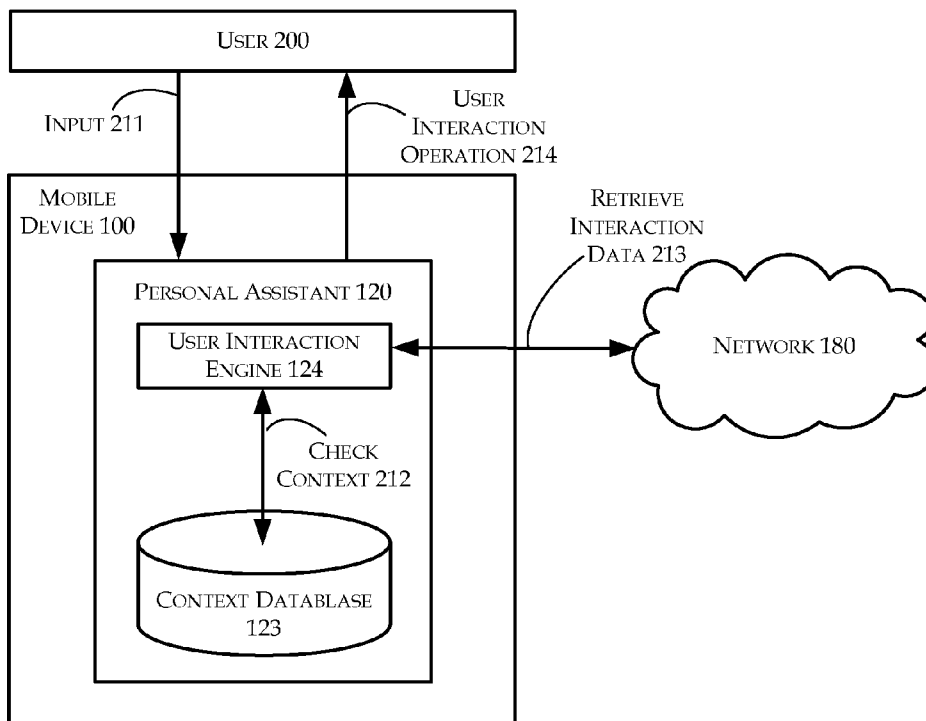 USER 200
INPUT 211
USER
INTERACTION
OPERATION 214
MOBILE
DEVICE 100
RETRIEVE
INTERACTION
DATA 213
PERSONAL ASSISTANT 120
USER INTERACTION
ENGINE 124
NETWORK 180
CHECK
CONTEXT 212
CONTEXT DATABLASE
123